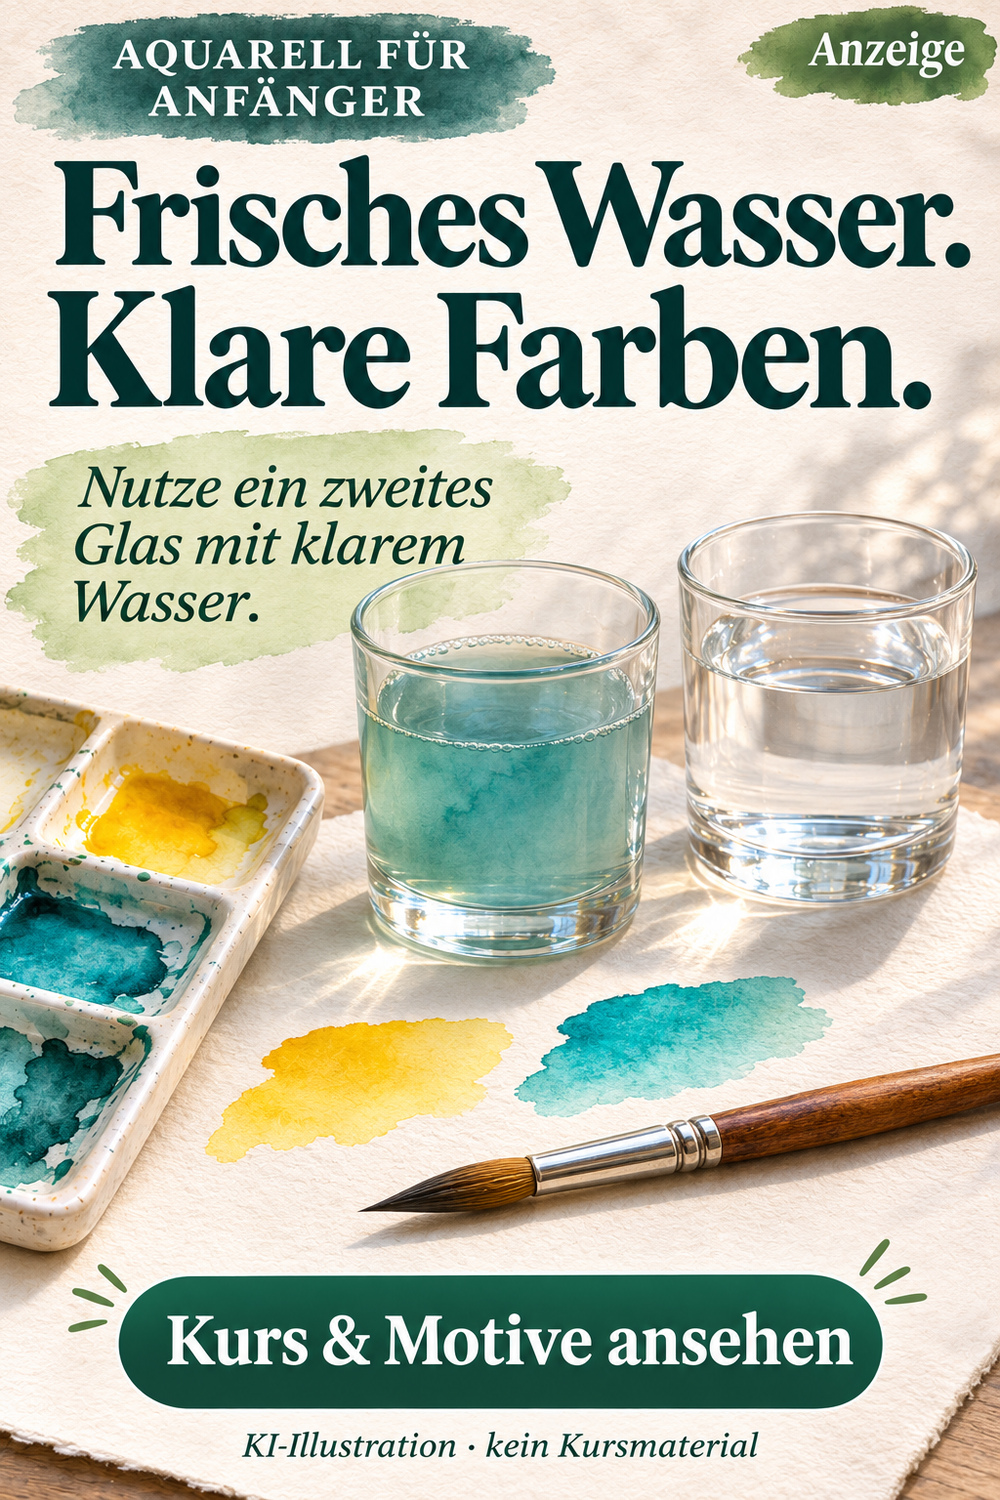 AQUARELL FÜR
ANFÄNGER
Anzeige
Frisches Wasser.
Klare Farben.
Nutze ein zweites
Glas mit klarem
Wasser.
Kurs & Motive ansehen
KI-Illustration · kein Kursmaterial